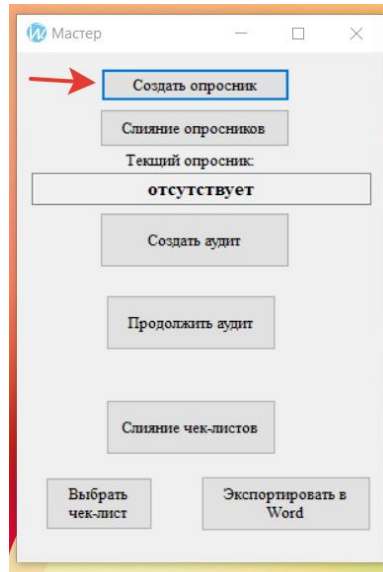 Мастер
Создать опросник
Слияние опросников
Текщий опросник:
отсутствует
Создать аудит
Продолжить аудит
Слияние чек-листов
Выбрать
чек-лист
Экспортировать в
Word